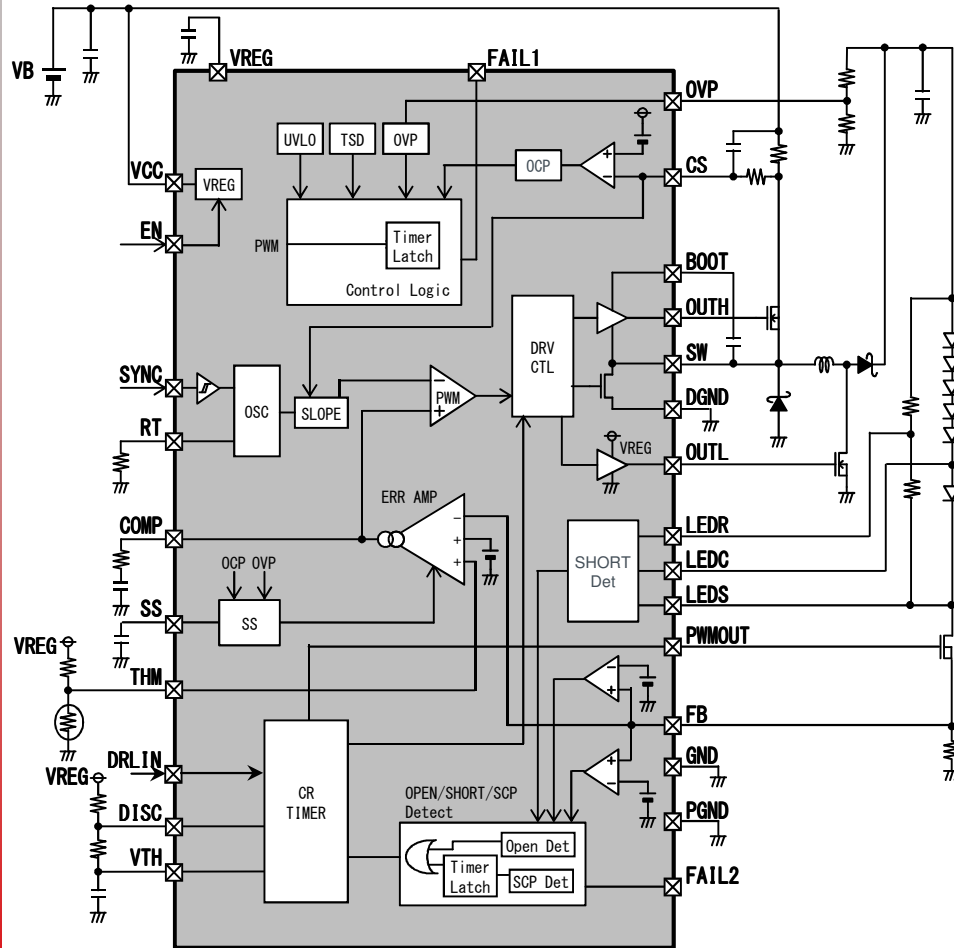 VREG
FAIL1
VB
OVP
UVLO
TSD
OVP
VCC
VREG
OCP
CS
EN
PWM
Timer
Latch
Control Logic
BOOT
OUTH
DRV
CTL
SW
SYNC
OSC
SLOPE
PWM
DGND
RT
VREG
OUTL
ERR AMP
COMP
LEDR
SHORT
Det
LEDC
OCP OVP
LEDS
SS
SS
PWMOUT
VREG
THM
FB
DRLIN
GND
VREG
CR
TIMER
OPEN/SHORT/SCP
Detect
DISC
PGND
Open Det
VTH
Timer
Latch
SCP Det
FAIL2